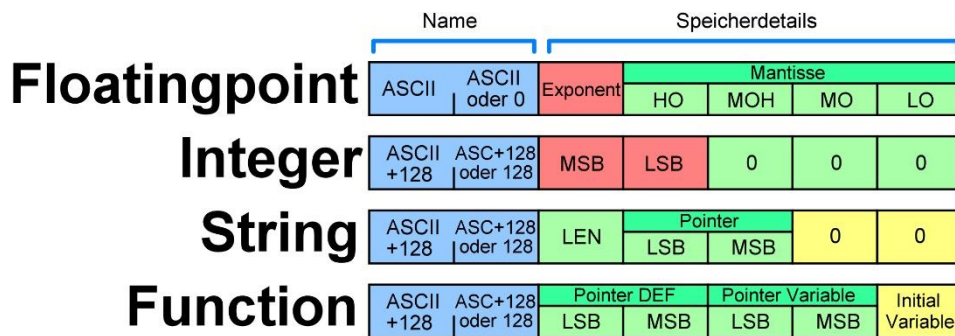 Name Speicherdetails
Floatingpoint ASCII ASCII oder 0 Exponent Mantisse HO MOH MO LO
Integer ASCII +128 ASC+128 oder 128 MSB LSB 0 0 0
String ASCII +128 ASC+128 oder 128 LEN Pointer LSB MSB 0 0
Function ASCII +128 ASC+128 oder 128 Pointer DEF LSB MSB Pointer Variable LSB MSB Initial Variable